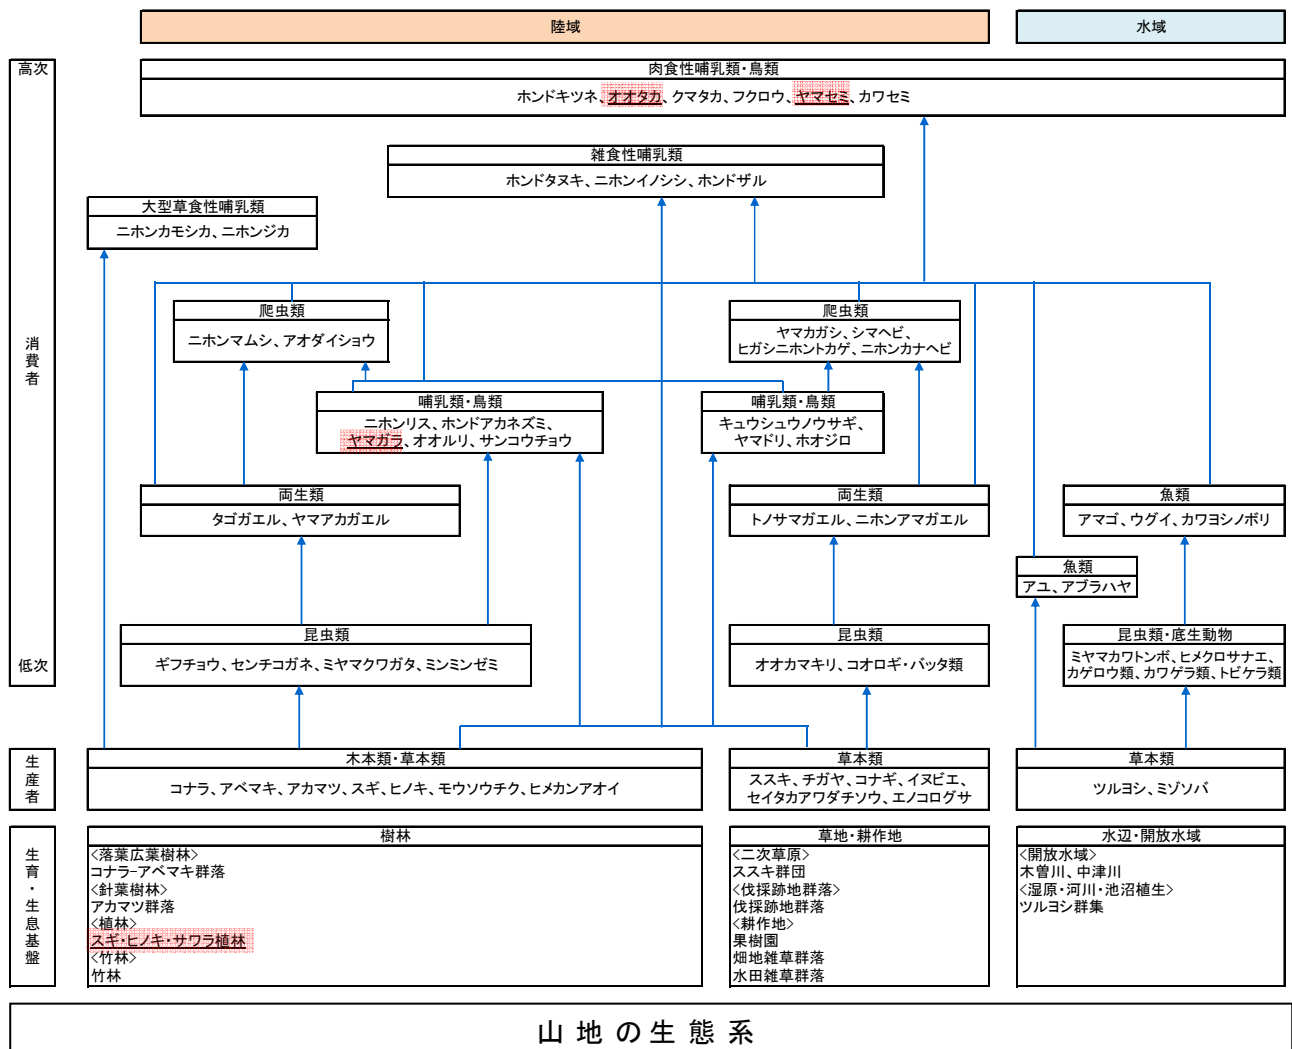 陸域
水域
高次
肉食性哺乳類・鳥類
ホンドキツネ、オオタカ、クマタカ、フクロウ、ヤマセミ、カワセミ
雑食性哺乳類
ホンドタヌキ、ニホンイノシシ、ホンドザル
大型草食性哺乳類
ニホンカモシカ、ニホンジカ
消費者
爬虫類
ニホンマムシ、アオダイショウ
爬虫類
ヤマカガシ、シマヘビ、
ヒガシニホントカゲ、ニホンカナヘビ
哺乳類・鳥類
ニホンリス、ホンドアカネズミ、
ヤマガラ、オオルリ、サンコウチョウ
哺乳類・鳥類
キュウシュウノウサギ、
ヤマドリ、ホオジロ
両生類
タゴガエル、ヤマアカガエル
両生類
トノサマガエル、ニホンアマガエル
魚類
アマゴ、ウグイ、カワヨシノボリ
魚類
アユ、アブラハヤ
低次
昆虫類
ギフチョウ、センチコガネ、ミヤマクワガタ、ミンミンゼミ
昆虫類
オオカマキリ、コオロギ・バッタ類
昆虫類・底生動物
ミヤマカワトンボ、ヒメクロサナエ、
カゲロウ類、カワゲラ類、トビケラ類
生産者
木本類・草本類
コナラ、アベマキ、アカマツ、スギ、ヒノキ、モウソウチク、ヒメカンアオイ
草本類
ススキ、チガヤ、コナギ、イヌビエ、
セイタカアワダチソウ、エノコログサ
草本類
ツルヨシ、ミゾソバ
生育・生息基盤
樹林
<落葉広葉樹林>
コナラ-アベマキ群落
<針葉樹林>
アカマツ群落
<植林>
スギ・ヒノキ・サワラ植林
<竹林>
竹林
草地・耕作地
<二次草原>
ススキ群団
<伐採跡地群落>
伐採跡地群落
<耕作地>
果樹園
畑地雑草群落
水田雑草群落
水辺・開放水域
<開放水域>
木曽川、中津川
<湿原・河川・池沼植生>
ツルヨシ群集
山地の生態系